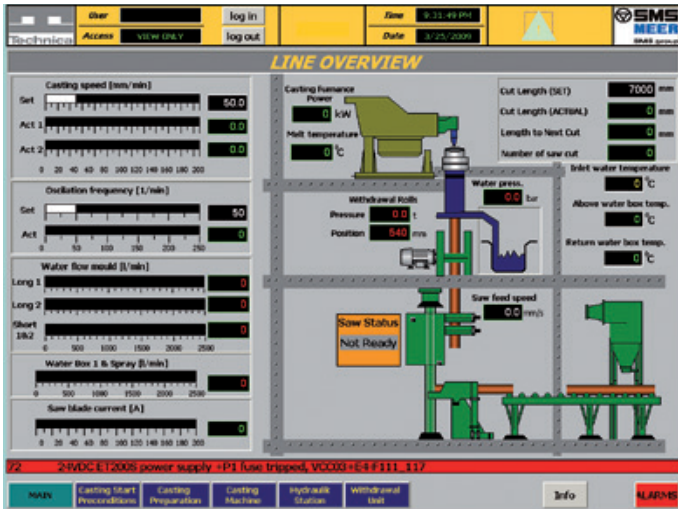 Technica
User
log in
Time 9:31:49 PM
SMS
MEER
SMS group
Access VIEW ONLY
log out
Date 3/25/2009
LINE OVERVIEW
Casting speed [mm/min]
Set 50.0
Act 1 0.0
Act 2 0.0
0 20 40 60 80 100 120 140 160 180 200
Oscillation frequency [1/min]
Set 50
Act 0
0 50 100 150 200 250
Water flow mould [l/min]
Long 1 0
Long 2 0
Short
1&2 0
0 500 1000 1500 2000 2500
Water Box 1 & Spray [l/min]
0
0 500 1000 1500 2000 2500
Saw blade current [A]
0
0 20 40 60 80 100 120 140 160 180 200
Casting Furnance
Power
0 kW
Melt temperature
0 °C
Withdrawal Rolls
Pressure 0.0 t
Position 540 mm
Water press.
0.0 bar
Saw Status
Not Ready
Saw feed speed
0.0 mm/s
Cut Length (SET) 7000 mm
Cut Length (ACTUAL) 0 mm
Length to Next Cut 0 mm
Number of saw cut 0
Inlet water temperature
0 °C
Above water box temp.
0 °C
Return water box temp.
0 °C
72 24VDC ET200S power supply +P1 fuse tripped, VCC03+E4-F111_117
MAIN
Casting Start
Preconditions
Casting
Preparation
Casting
Machine
Hydraulik
Station
Withdrawal
Unit
Info
ALARMS